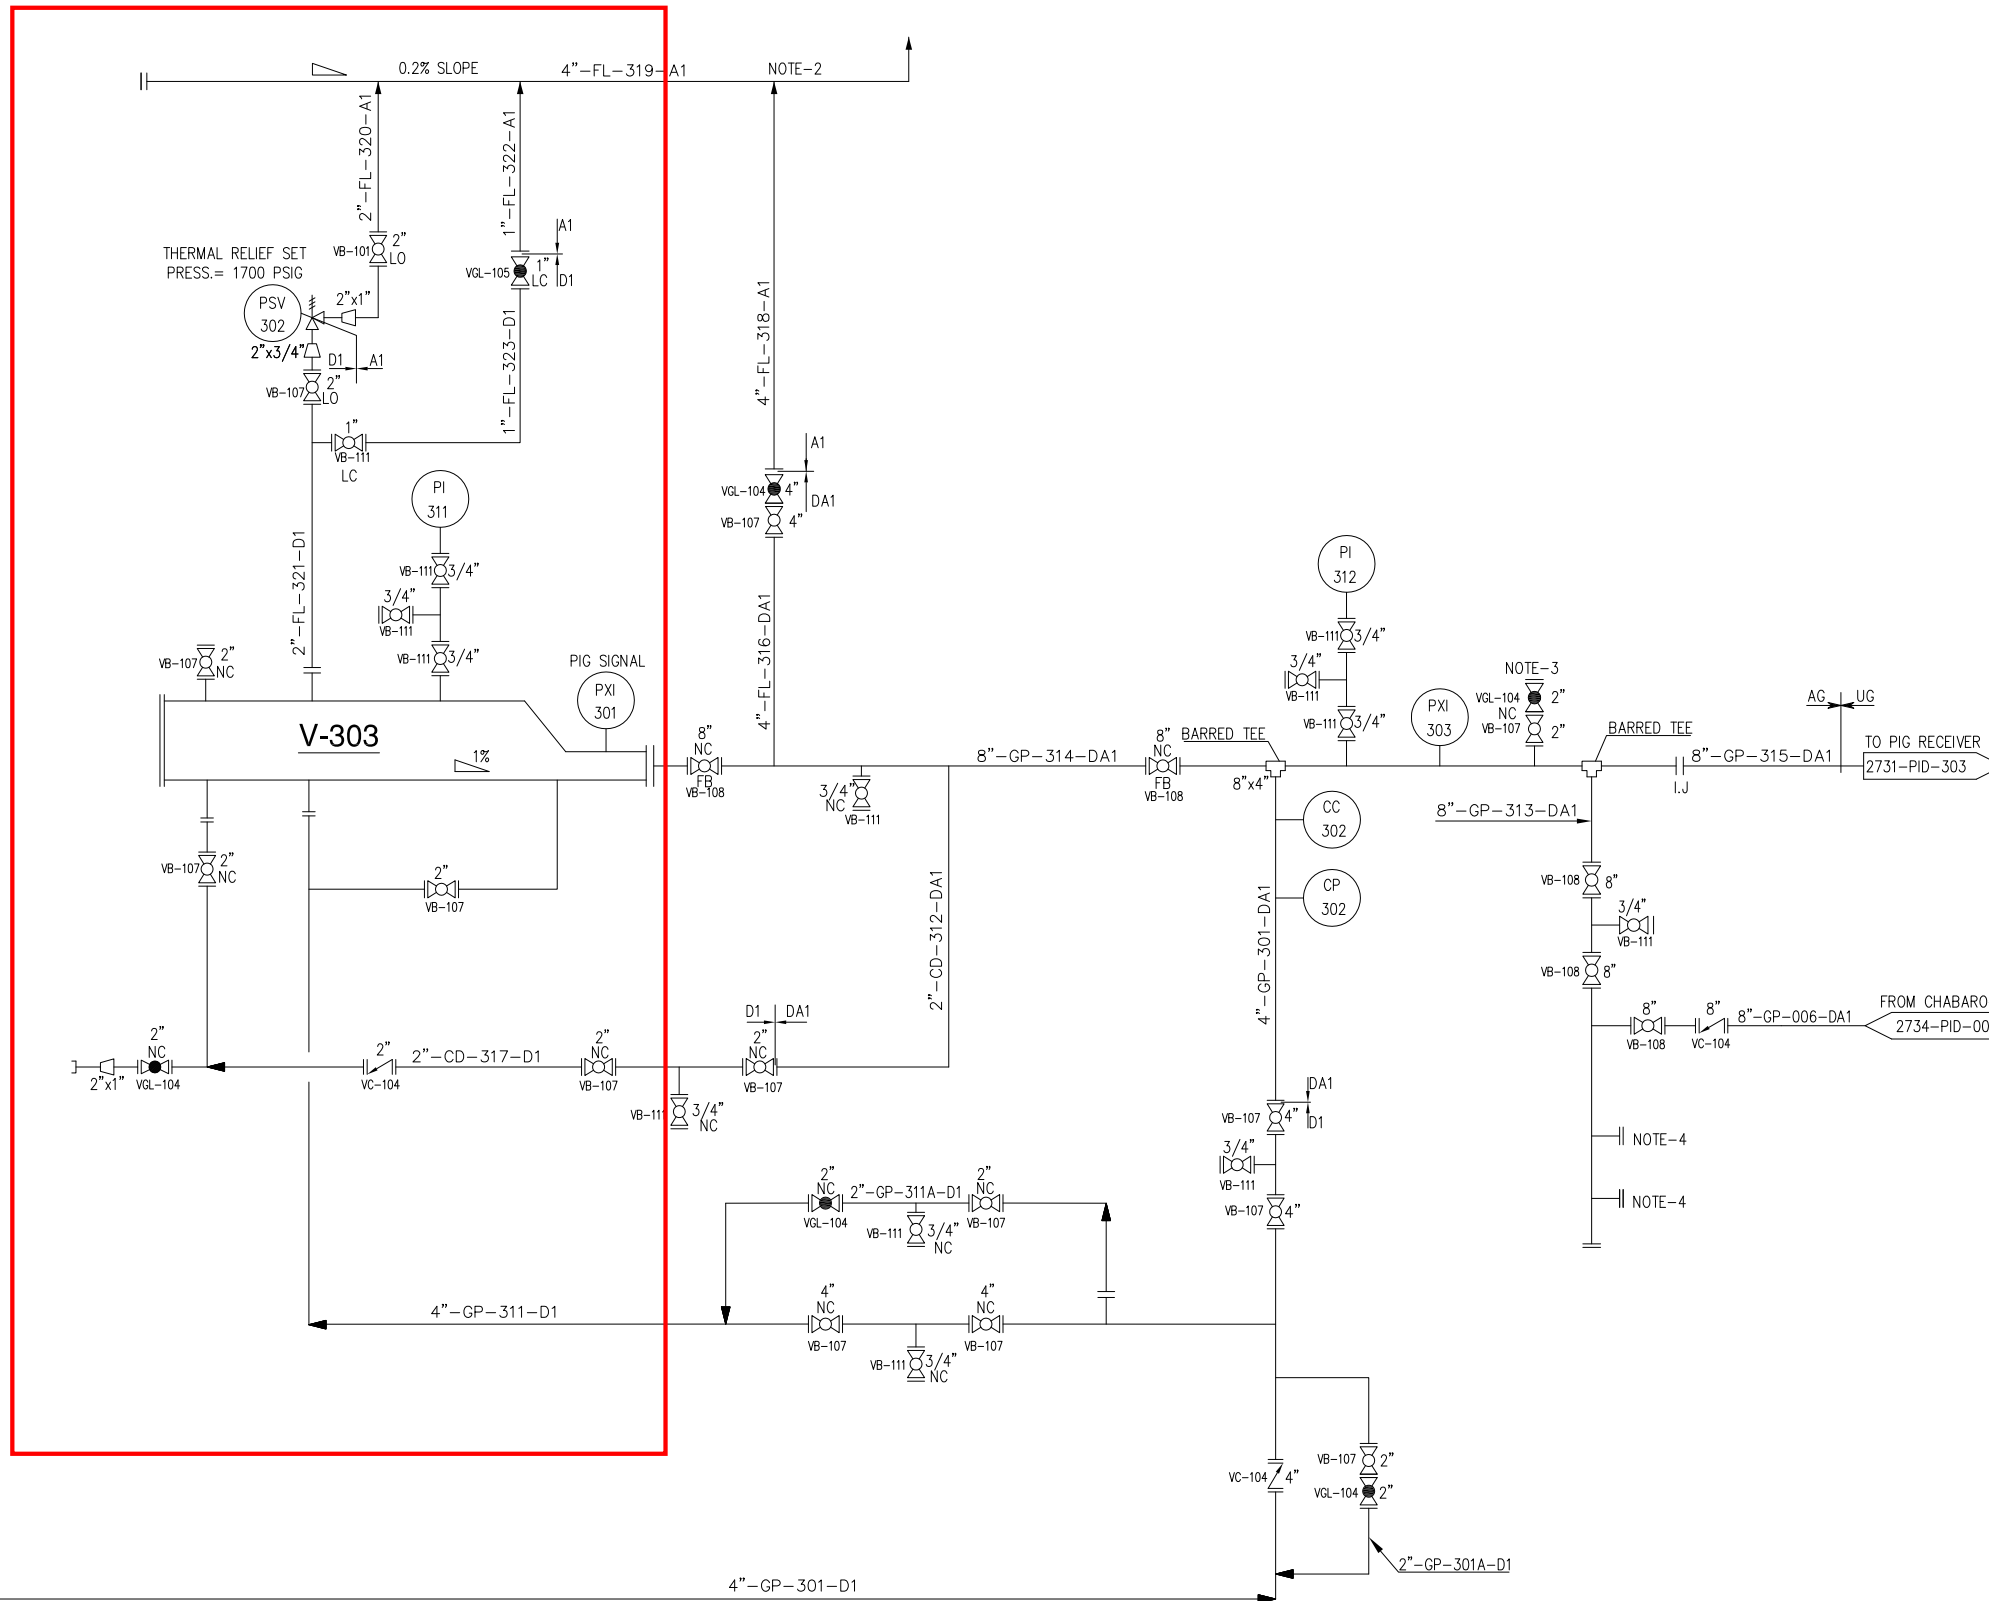 0.2% SLOPE
4"-FL-319-A1
NOTE-2
2"-FL-320-A1
1"-FL-322-A1
VB-101
2"
LO
THERMAL RELIEF SET
PRESS.= 1700 PSIG
PSV
302
2"x1"
2"x3/4"
D1
A1
VB-107
2"
LO
A1
VGL-105
1"
LC
D1
1"-FL-323-D1
1"
VB-111
LC
2"-FL-321-D1
PI
311
VB-111
3/4"
3/4"
VB-111
VB-111
3/4"
VB-107
2"
NC
PIG SIGNAL
PXI
301
V-303
1%
4"-FL-318-A1
A1
VGL-104
4"
DA1
VB-107
4"
4"-FL-316-DA1
8"
NC
FB
VB-108
3/4"
NC
VB-111
8"-GP-314-DA1
8"
NC
FB
VB-108
BARRED TEE
8"x4"
PI
312
VB-111
3/4"
3/4"
VB-111
VB-111
3/4"
PXI
303
NOTE-3
VGL-104
2"
NC
VB-107
2"
BARRED TEE
8"-GP-315-DA1
I.J
AG
UG
TO PIG RECEIVER
2731-PID-303
CC
302
CP
302
8"-GP-313-DA1
4"-GP-301-DA1
VB-108
8"
3/4"
VB-111
VB-108
8"
8"
VB-108
8"
VC-104
8"-GP-006-DA1
FROM CHABARO
2734-PID-00
NOTE-4
NOTE-4
VB-107
2"
NC
2"
VB-107
2"-CD-312-DA1
2"x1"
2"
NC
VGL-104
2"
VC-104
2"-CD-317-D1
2"
NC
VB-107
VB-111
3/4"
NC
D1
DA1
2"
NC
VB-107
VB-107
4"
DA1
D1
3/4"
VB-111
VB-107
4"
2"
NC
VGL-104
2"-GP-311A-D1
VB-111
3/4"
NC
2"
NC
VB-107
4"-GP-311-D1
4"
NC
VB-107
VB-111
3/4"
NC
4"
NC
VB-107
VC-104
4"
VB-107
2"
VGL-104
2"
2"-GP-301A-D1
4"-GP-301-D1